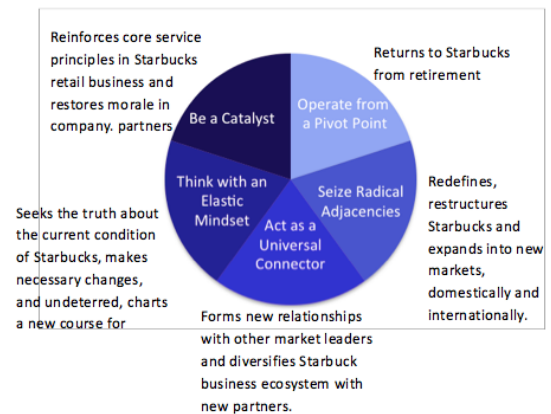 Reinforces core service
principles in Starbucks
retail business and
restores morale in
company. partners
Returns to Starbucks
from retirement
Be a Catalyst
Operate from
a Pivot Point
Think with an
Elastic
Mindset
Seize Radical
Adjacencies
Act as a
Universal
Connector
Redefines,
restructures
Starbucks and
expands into new
markets,
domestically and
internationally.
Seeks the truth about
the current condition
of Starbucks, makes
necessary changes,
and undeterred, charts
a new course for
Forms new relationships
with other market leaders
and diversifies Starbuck
business ecosystem with
new partners.